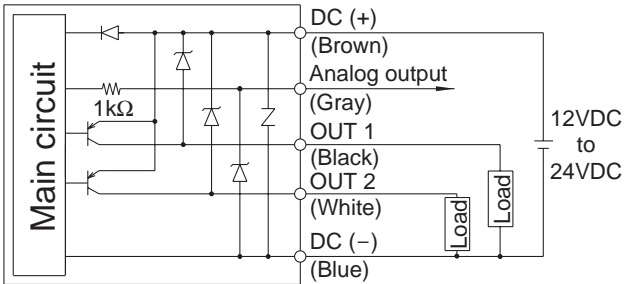 Main circuit
1kΩ
DC (+)
(Brown)
Analog output
(Gray)
OUT 1
(Black)
OUT 2
(White)
DC (−)
(Blue)
Load
Load
12VDC
to
24VDC